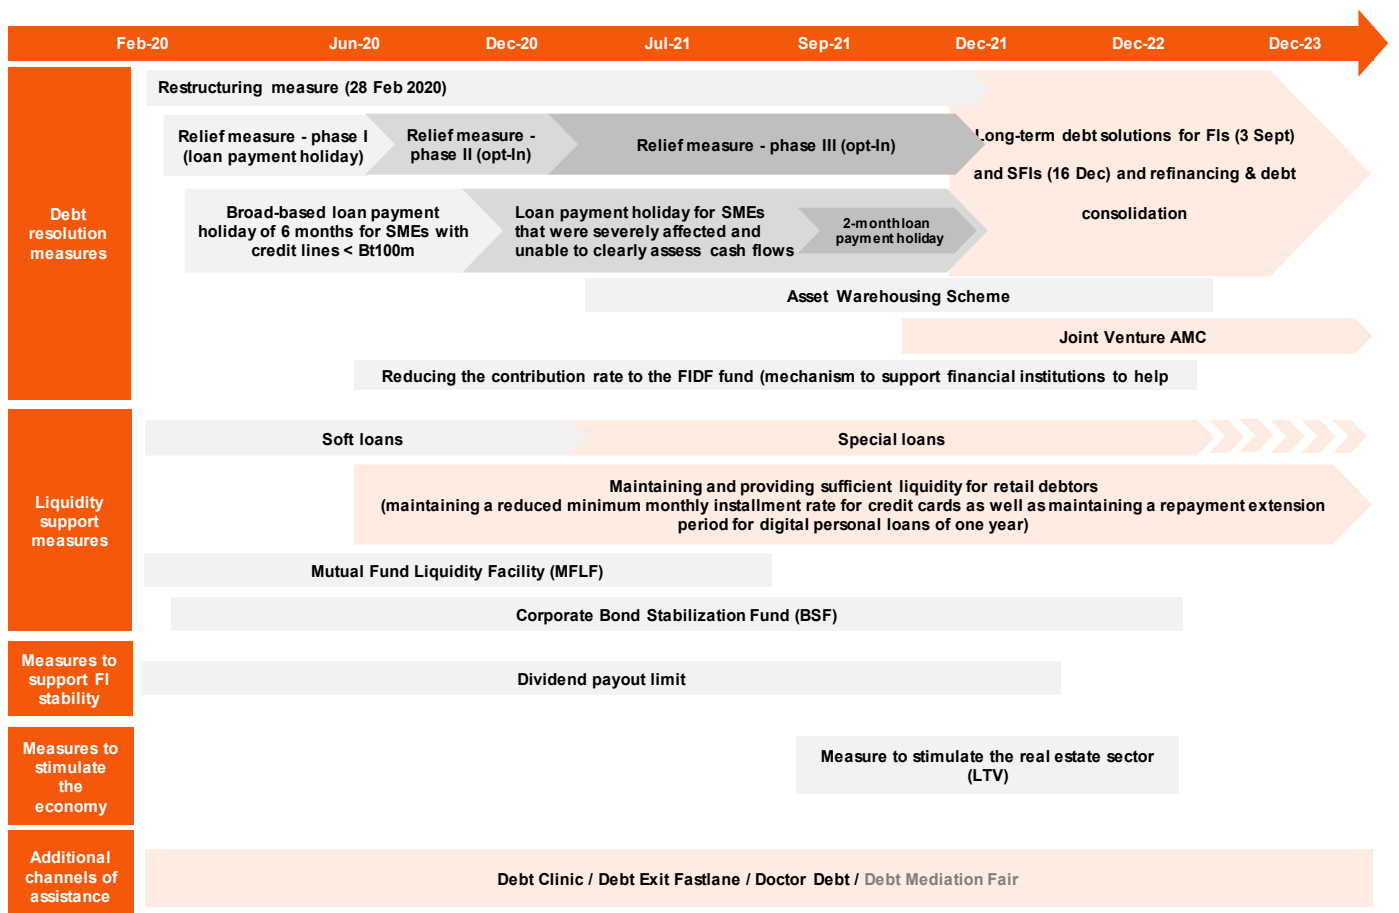 Feb-20 Jun-20 Dec-20 Jul-21 Sep-21 Dec-21 Dec-22 Dec-23
Debt
resolution
measures
Restructuring measure (28 Feb 2020)
Relief measure - phase I
(loan payment holiday)
Relief measure -
phase II (opt-In)
Relief measure - phase III (opt-In)
Long-term debt solutions for FIs (3 Sept)
and SFIs (16 Dec) and refinancing & debt
consolidation
Broad-based loan payment
holiday of 6 months for SMEs with
credit lines < Bt100m
Loan payment holiday for SMEs
that were severely affected and
unable to clearly assess cash flows
2-month loan
payment holiday
Asset Warehousing Scheme
Joint Venture AMC
Reducing the contribution rate to the FIDF fund (mechanism to support financial institutions to help
Liquidity
support
measures
Soft loans
Special loans
Maintaining and providing sufficient liquidity for retail debtors
(maintaining a reduced minimum monthly installment rate for credit cards as well as maintaining a repayment extension
period for digital personal loans of one year)
Mutual Fund Liquidity Facility (MFLF)
Corporate Bond Stabilization Fund (BSF)
Measures to
support FI
stability
Dividend payout limit
Measures to
stimulate
the
economy
Measure to stimulate the real estate sector
(LTV)
Additional
channels of
assistance
Debt Clinic / Debt Exit Fastlane / Doctor Debt / Debt Mediation Fair